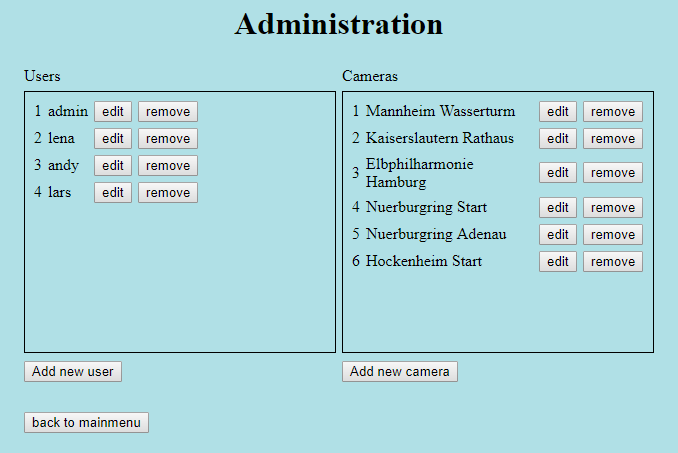 Administration
Users
1 admin edit remove
2 lena edit remove
3 andy edit remove
4 lars edit remove
Add new user
Cameras
1 Mannheim Wasserturm edit remove
2 Kaiserslautern Rathaus edit remove
3 Elbphilharmonie
Hamburg edit remove
4 Nuerburgring Start edit remove
5 Nuerburgring Adenau edit remove
6 Hockenheim Start edit remove
Add new camera
back to mainmenu